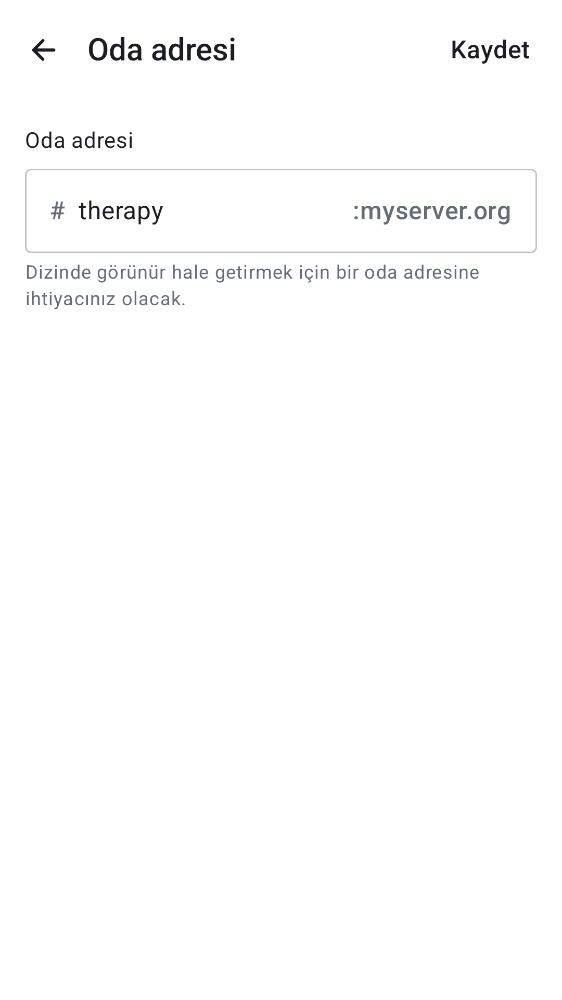 Oda adresi Kaydet
Oda adresi
# therapy :myserver.org
Dizinde görünür hale getirmek için bir oda adresine
ihtiyacınız olacak.